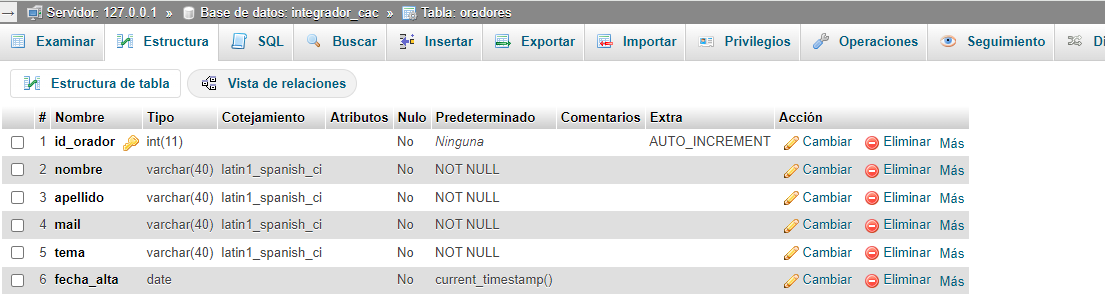 Servidor: 127.0.0.1 » Base de datos: integrador_cac » Tabla: oradores
Examinar Estructura SQL Buscar Insertar Exportar Importar Privilegios Operaciones Seguimiento Di
Estructura de tabla Vista de relaciones
# Nombre Tipo Cotejamiento Atributos Nulo Predeterminado Comentarios Extra Acción
1 id_orador int(11) No Ninguna AUTO_INCREMENT Cambiar Eliminar Más
2 nombre varchar(40) latin1_spanish_ci No NOT NULL Cambiar Eliminar Más
3 apellido varchar(40) latin1_spanish_ci No NOT NULL Cambiar Eliminar Más
4 mail varchar(40) latin1_spanish_ci No NOT NULL Cambiar Eliminar Más
5 tema varchar(40) latin1_spanish_ci No NOT NULL Cambiar Eliminar Más
6 fecha_alta date No current_timestamp() Cambiar Eliminar Más